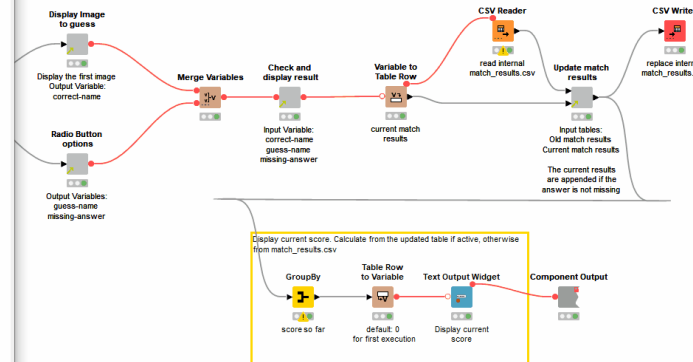 Display Image
to guess
Display the first image
Output Variable:
correct-name
Radio Button
options
Output Variables:
guess-name
missing-answer
Merge Variables
Check and
display result
Input Variable:
correct-name
guess-name
missing-answer
Variable to
Table Row
current match
results
CSV Reader
read internal
match_results.csv
Update match
results
Input tables:
Old match results
Current match results
The current results
are appended if the
answer is not missing
CSV Write
replace interr
match_results.
Display current score. Calculate from the updated table if active, otherwise
from match_results.csv
GroupBy
score so far
Table Row
to Variable
default: 0
for first execution
Text Output Widget
Display current
score
Component Output